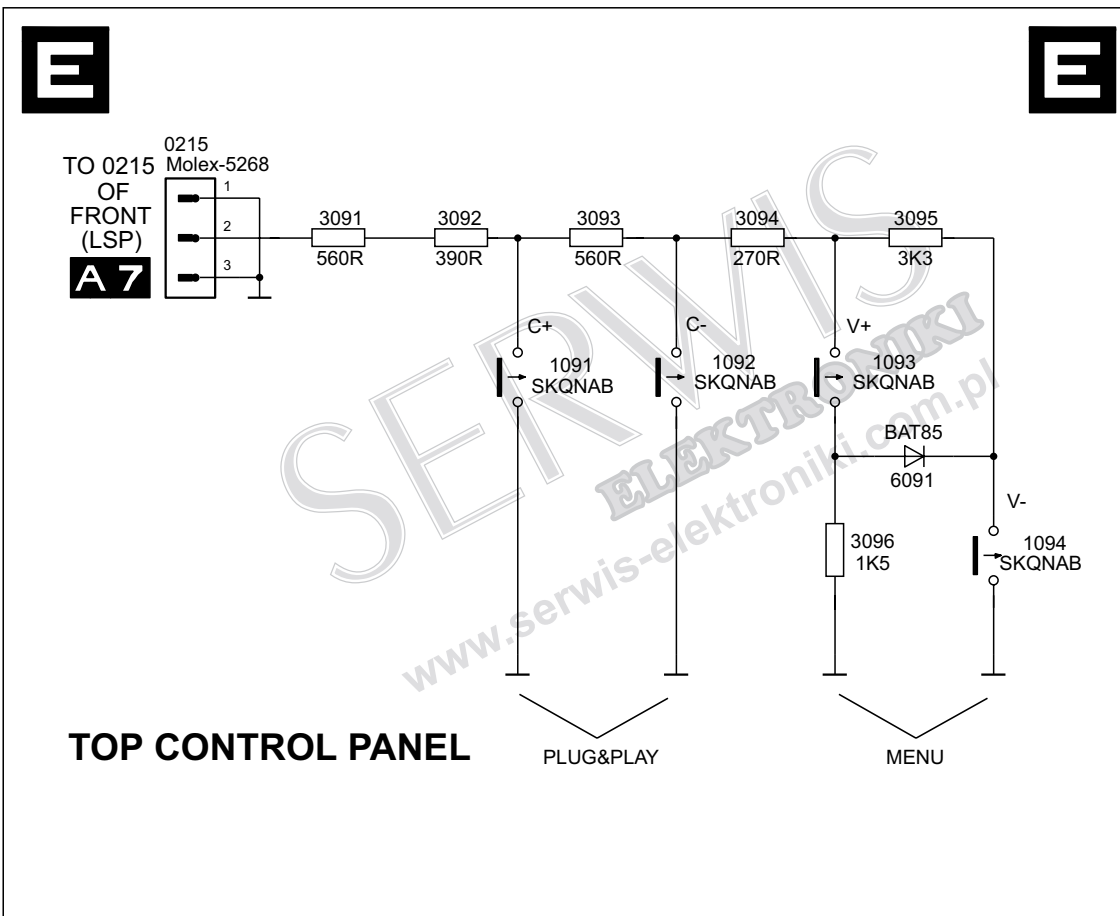 E
E
TO 0215
OF
FRONT
(LSP)
A 7
0215
Molex-5268
1
2
3
3091
560R
3092
390R
3093
560R
3094
270R
3095
3K3
C+
1091
SKQNAB
C-
1092
SKQNAB
V+
1093
SKQNAB
BAT85
6091
V-
1094
SKQNAB
3096
1K5
SERWIS
ELEKTRONIKI
www.serwis-elektroniki.com.pl
TOP CONTROL PANEL
PLUG&PLAY
MENU